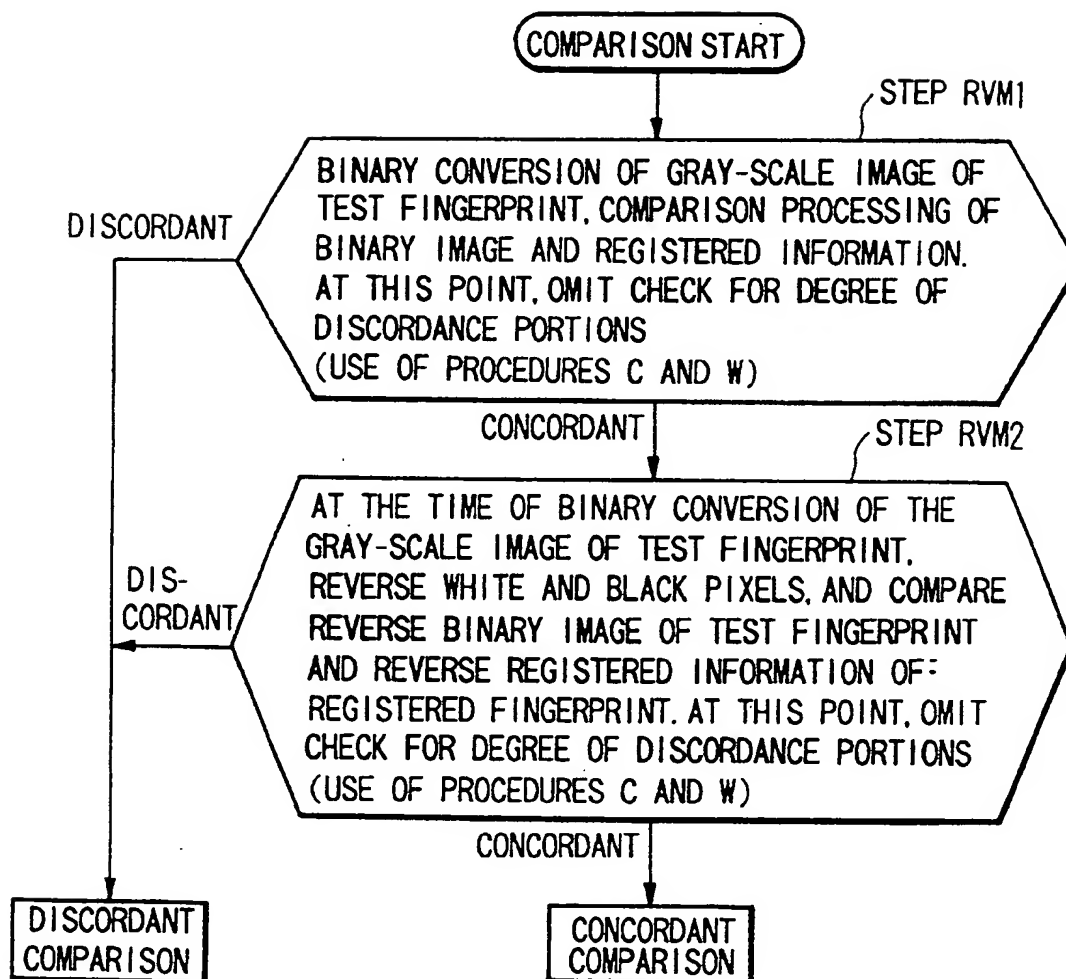 COMPARISON START
STEP RVM1
BINARY CONVERSION OF GRAY-SCALE IMAGE OF
TEST FINGERPRINT, COMPARISON PROCESSING OF
BINARY IMAGE AND REGISTERED INFORMATION.
AT THIS POINT, OMIT CHECK FOR DEGREE OF
DISCORDANCE PORTIONS
(USE OF PROCEDURES C AND W)
DISCORDANT
CONCORDANT
STEP RVM2
AT THE TIME OF BINARY CONVERSION OF THE
GRAY-SCALE IMAGE OF TEST FINGERPRINT,
REVERSE WHITE AND BLACK PIXELS, AND COMPARE
REVERSE BINARY IMAGE OF TEST FINGERPRINT
AND REVERSE REGISTERED INFORMATION OF
REGISTERED FINGERPRINT. AT THIS POINT, OMIT
CHECK FOR DEGREE OF DISCORDANCE PORTIONS
(USE OF PROCEDURES C AND W)
DIS-
CORDANT
CONCORDANT
DISCORDANT
COMPARISON
CONCORDANT
COMPARISON